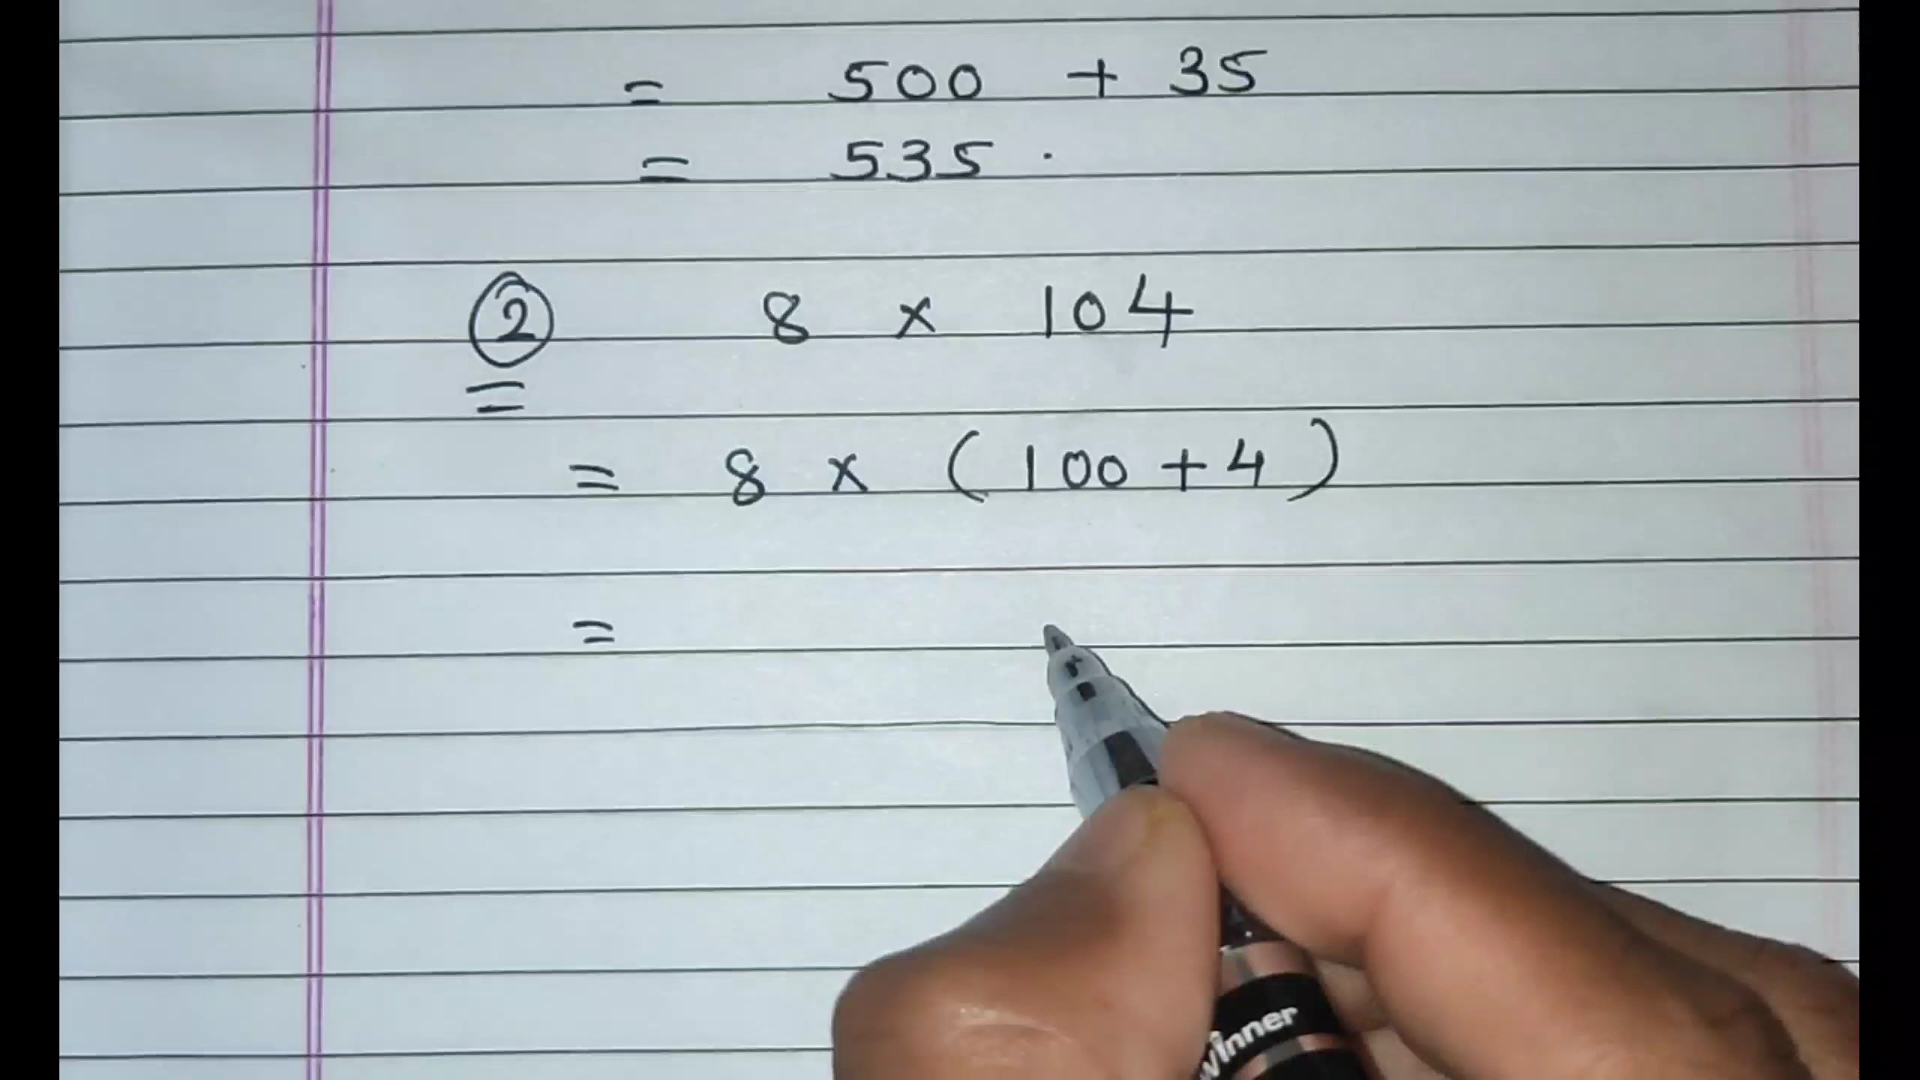 = 500 + 35
= 535 .
② 8 × 104
= 8 × (100 + 4)
=
winner